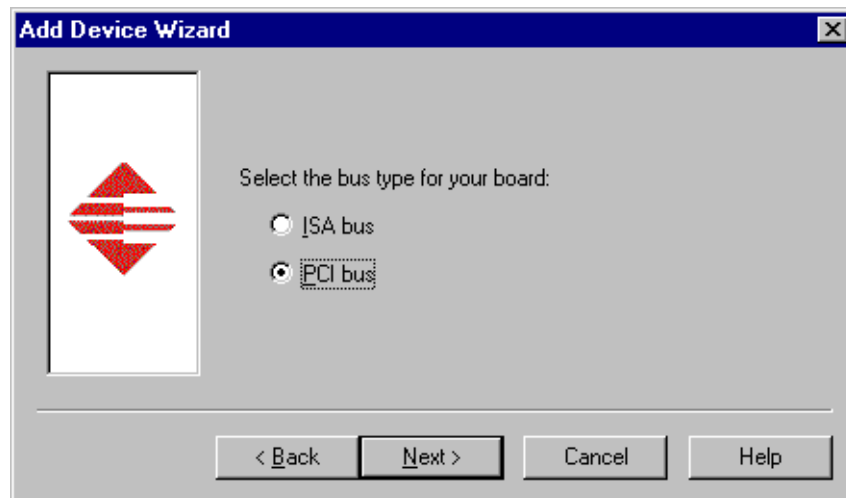 Add Device Wizard
Select the bus type for your board:
ISA bus
PCI bus
< Back Next > Cancel Help